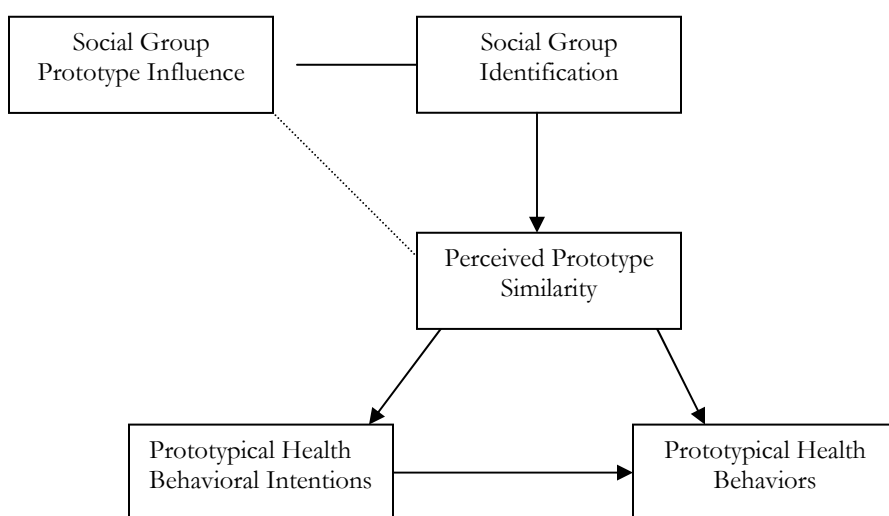 Social Group
Prototype Influence
Social Group
Identification
Perceived Prototype
Similarity
Prototypical Health
Behavioral Intentions
Prototypical Health
Behaviors